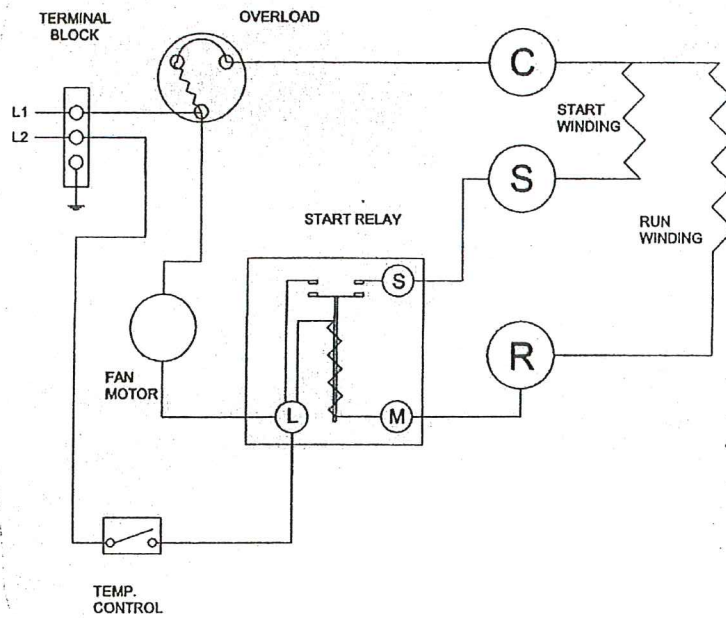 TERMINAL
BLOCK
OVERLOAD
L1
L2
C
START
WINDING
S
RUN
WINDING
START RELAY
S
R
FAN
MOTOR
L
M
TEMP.
CONTROL